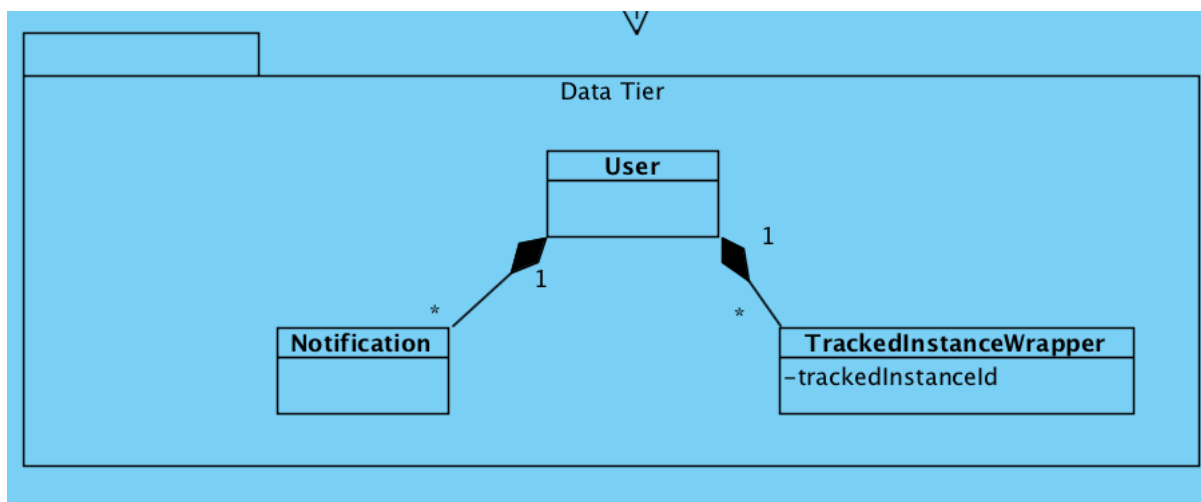 Data Tier
User
1
1
*
*
Notification
TrackedInstanceWrapper
-trackedInstanceId